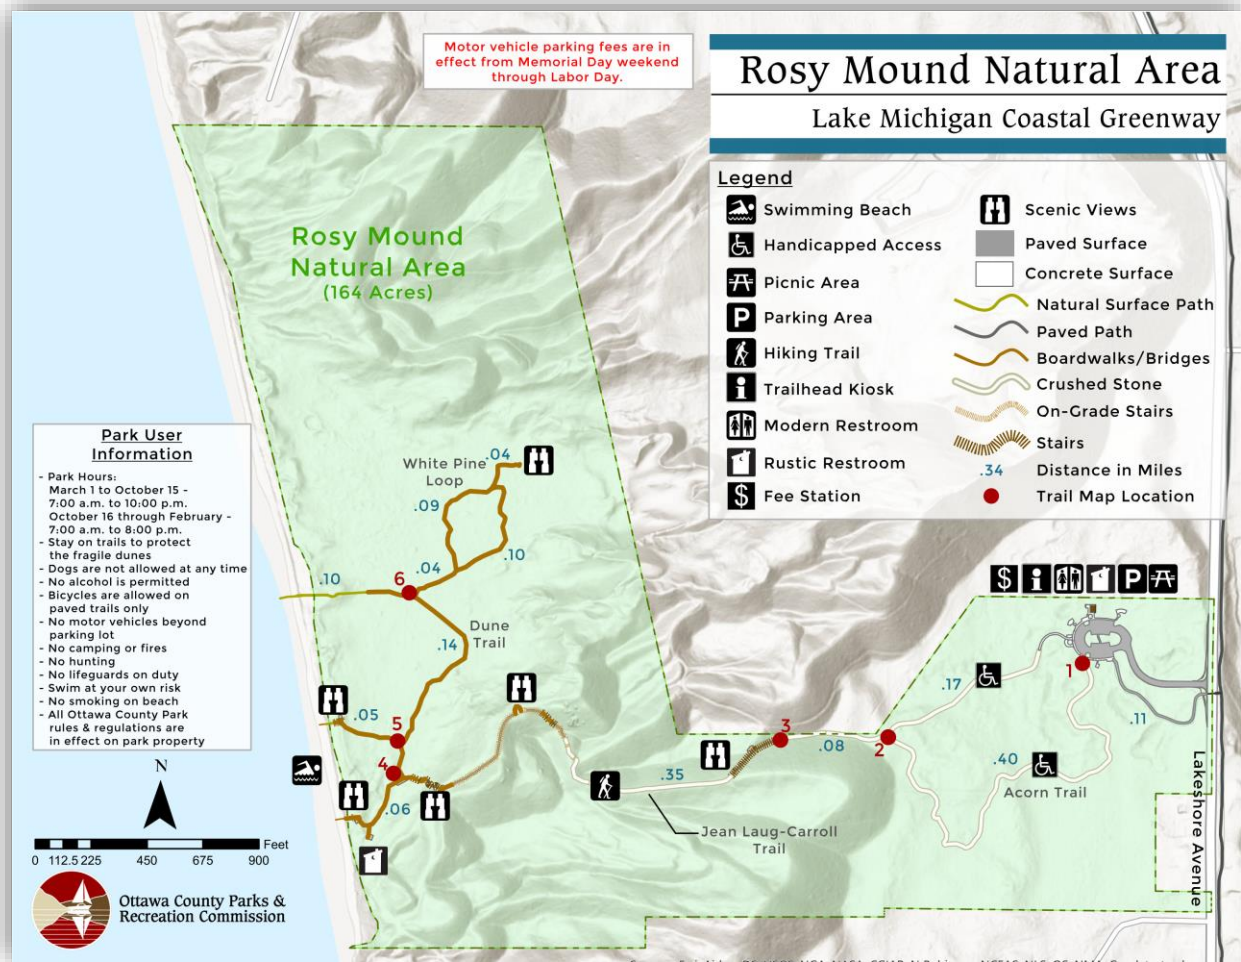 Motor vehicle parking fees are in
effect from Memorial Day weekend
through Labor Day.
Rosy Mound Natural Area
Lake Michigan Coastal Greenway
Legend
Swimming Beach
Handicapped Access
Picnic Area
P
Parking Area
Hiking Trail
i
Trailhead Kiosk
Modern Restroom
Rustic Restroom
$
Fee Station
Scenic Views
Paved Surface
Concrete Surface
Natural Surface Path
Paved Path
Boardwalks/Bridges
Crushed Stone
On-Grade Stairs
Stairs
.34
Distance in Miles
Trail Map Location
Rosy Mound
Natural Area
(164 Acres)
Park User
Information
- Park Hours:
March 1 to October 15 -
7:00 a.m. to 10:00 p.m.
October 16 through February -
7:00 a.m. to 8:00 p.m.
- Stay on trails to protect
the fragile dunes
- Dogs are not allowed at any time
- No alcohol is permitted
- Bicycles are allowed on
paved trails only
- No motor vehicles beyond
parking lot
- No camping or fires
- No hunting
- No lifeguards on duty
- Swim at your own risk
- No smoking on beach
- All Ottawa County Park
rules & regulations are
in effect on park property
White Pine
Loop
.04
.09
.10
.04
.10
6
Dune
Trail
.14
.05
5
4
.06
.35
Jean Laug-Carroll
Trail
3
.08
2
.17
$ i P
1
.11
.40
Acorn Trail
Lakeshore Avenue
N
0 112.5 225 450 675 900 Feet
Ottawa County Parks &
Recreation Commission